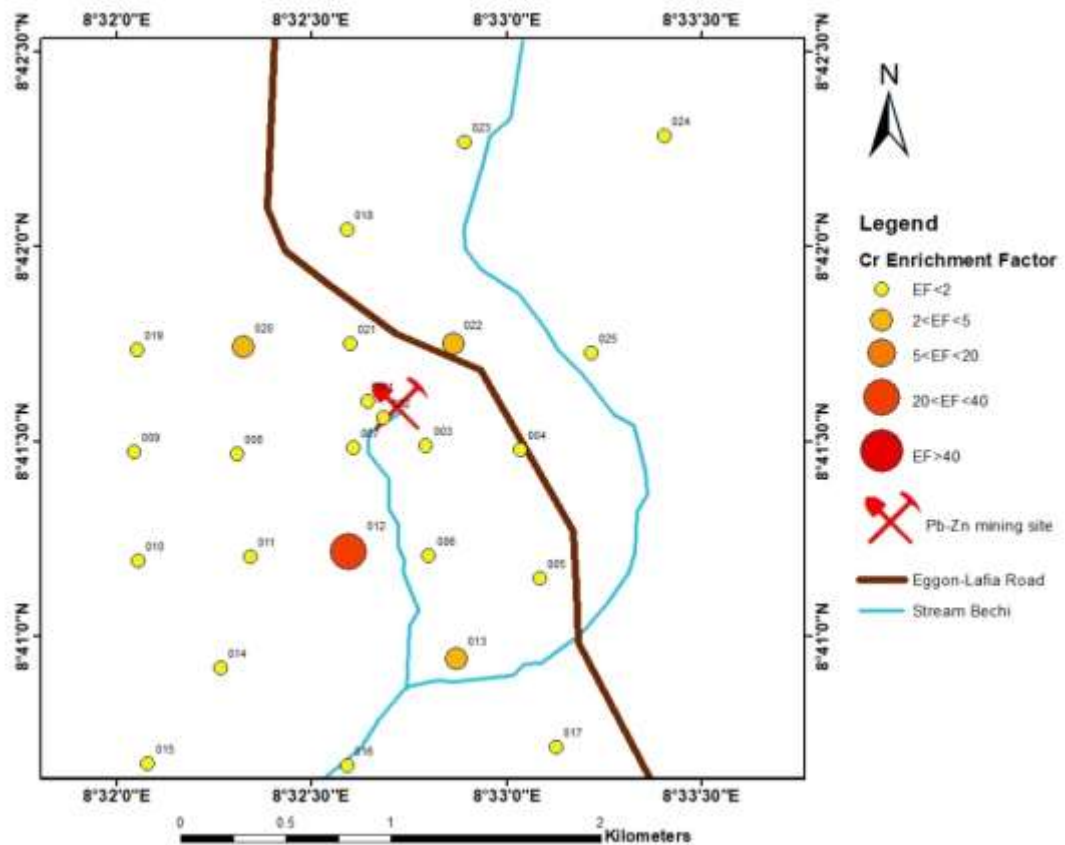 8°32'0"E 8°32'30"E 8°33'0"E 8°33'30"E
8°42'30"N 8°42'30"N
N
024
023
Legend
018
Cr Enrichment Factor
8°42'0"N 8°42'0"N
EF<2
2<EF<5
019 020 021 022 025
5<EF<20
20<EF<40
8°41'30"N 8°41'30"N
009 008 003 004
EF>40
012
Pb-Zn mining site
010 011 006 005
Eggon-Lafia Road
Stream Bechi
8°41'0"N 8°41'0"N
013
014
017
015 016
8°32'0"E 8°32'30"E 8°33'0"E 8°33'30"E
0 0.5 1 2
Kilometers